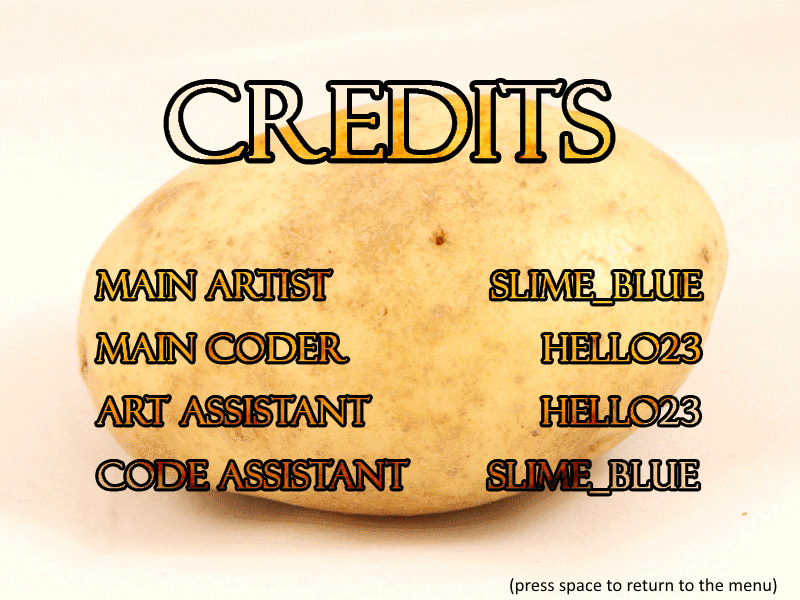 CREDITS
MAIN ARTIST SLIME_BLUE
MAIN CODER HELLO23
ART ASSISTANT HELLO23
CODE ASSISTANT SLIME_BLUE
(press space to return to the menu)